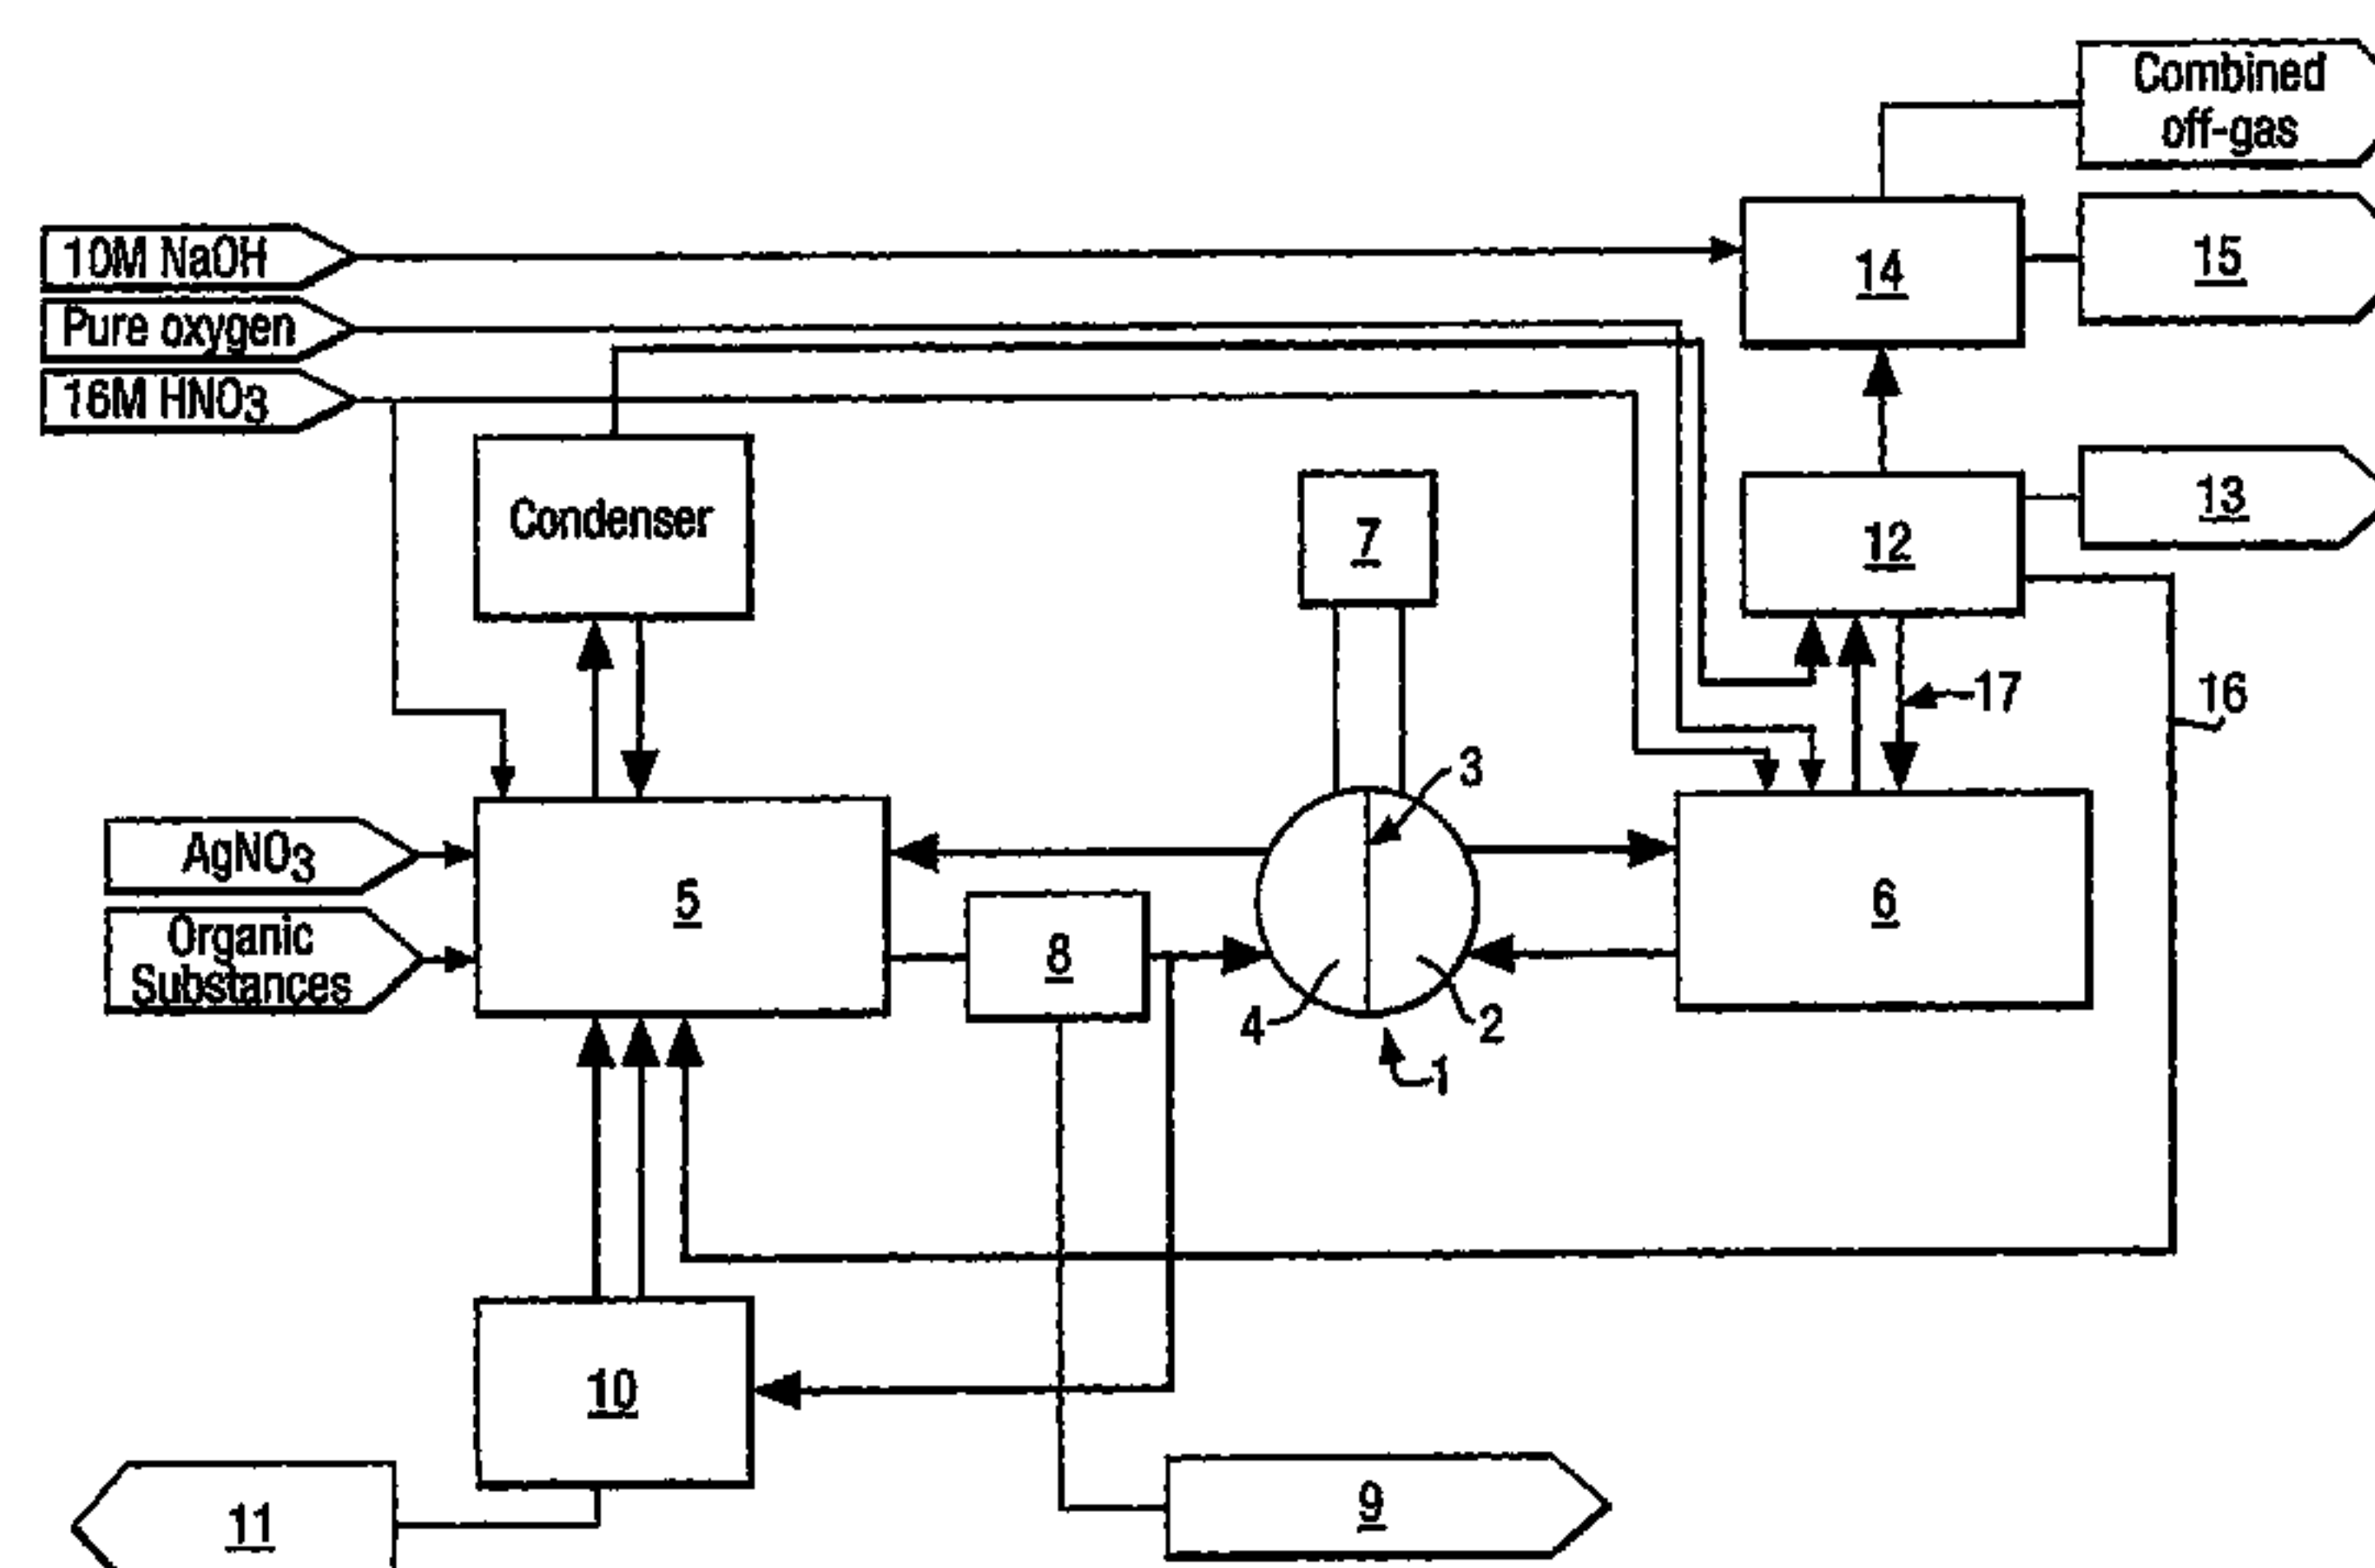 Combined
off-gas
10M NaOH
14
15
Pure oxygen
16M HNO3
Condenser
7
12
13
17
16
3
AgNO3
5
6
Organic
Substances
8
4
2
1
10
11
9